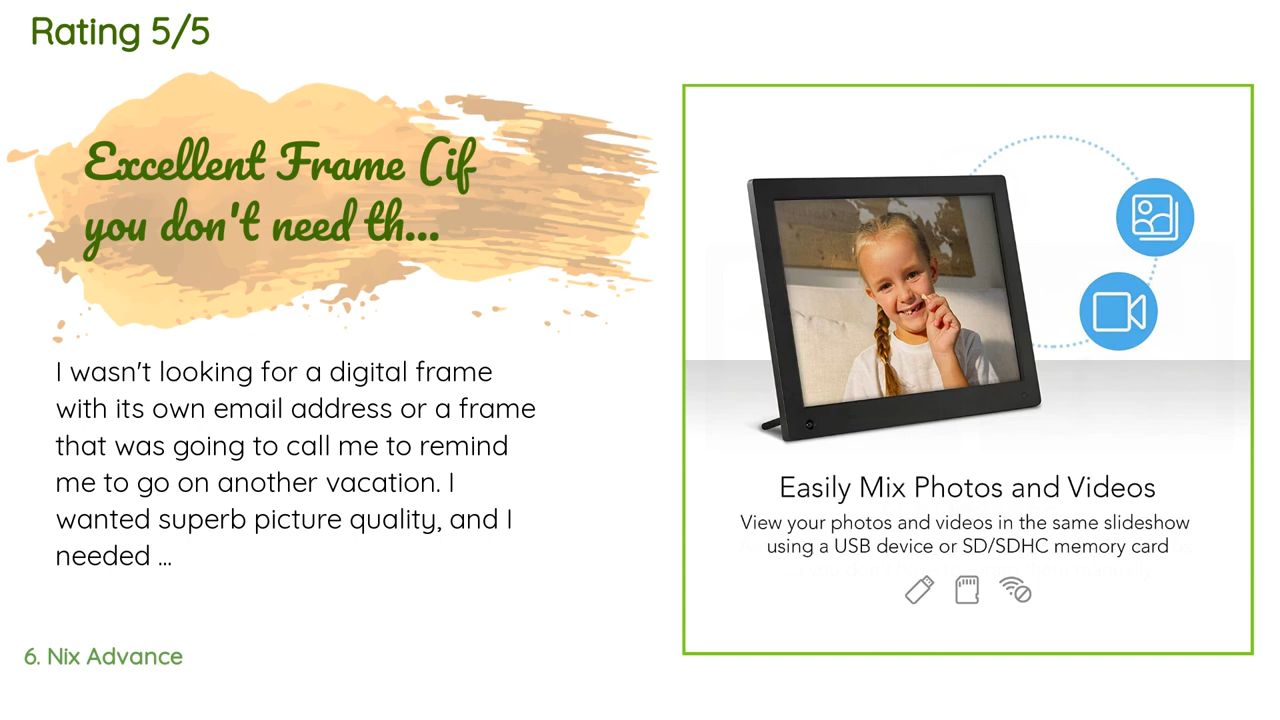 Rating 5/5
Excellent Frame (if
you don't need th...
I wasn't looking for a digital frame
with its own email address or a frame
that was going to call me to remind
me to go on another vacation. I
wanted superb picture quality, and I
needed ...
6. Nix Advance
Easily Mix Photos and Videos
View your photos and videos in the same slideshow
using a USB device or SD/SDHC memory card